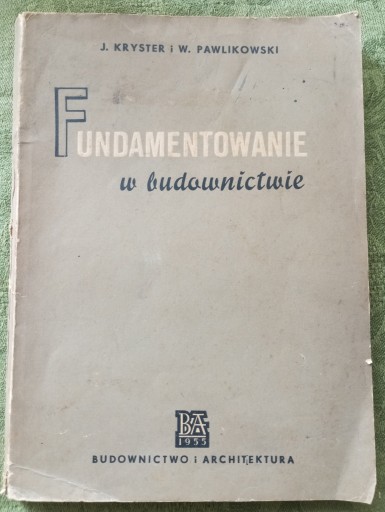 J. KRYSTER i W. PAWLIKOWSKI
FUNDAMENTOWANIE
w budownictwie
BA
1955
BUDOWNICTWO i ARCHITEKTURA